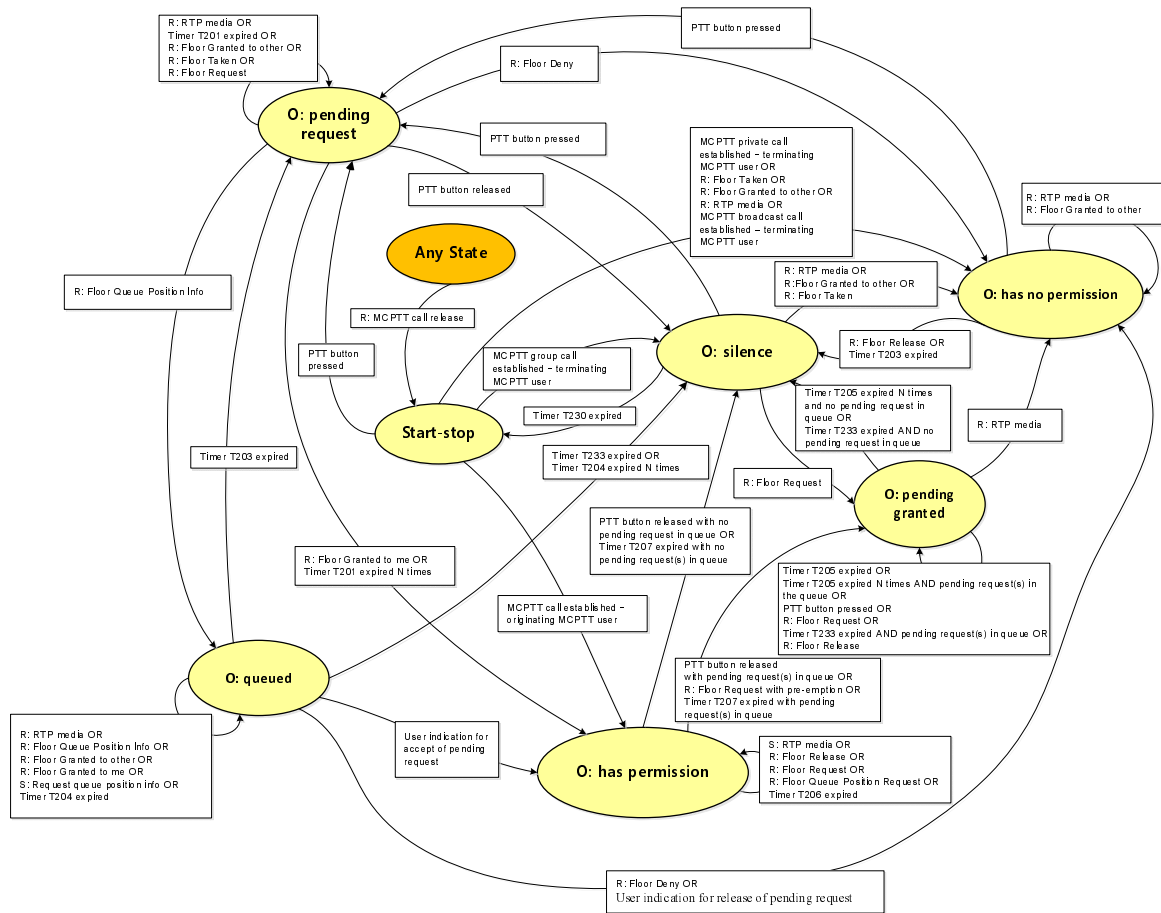 R: RTP media OR
Timer T201 expired OR
R: Floor Granted to other OR
R: Floor Taken OR
R: Floor Request
PTT button pressed
R: Floor Deny
O: pending
request
PTT button pressed
MCPTT private call
established – terminating
MCPTT user OR
R: Floor Taken OR
R: Floor Granted to other OR
R: RTP media OR
MCPTT broadcast call
established – terminating
MCPTT user
PTT button released
R: RTP media OR
R: Floor Granted to other
Any State
R: RTP media OR
R:Floor Granted to other OR
R: Floor Taken
R: Floor Queue Position Info
O: has no permission
R: MCPTT call release
PTT button
pressed
MCPTT group call
established – terminating
MCPTT user
O: silence
R: Floor Release OR
Timer T203 expired
Timer T205 expired N times
and no pending request in
queue OR
Timer T233 expired AND no
pending request in queue
Timer T230 expired
Start-stop
R: RTP media
Timer T203 expired
Timer T233 expired OR
Timer T204 expired N times
R: Floor Request
O: pending
granted
PTT button released with no
pending request in queue OR
Timer T207 expired with no
pending request(s) in queue
R: Floor Granted to me OR
Timer T201 expired N times
Timer T205 expired OR
Timer T205 expired N times AND pending request(s) in
the queue OR
PTT button pressed OR
R: Floor Request OR
Timer T233 expired AND pending request(s) in queue OR
R: Floor Release
MCPTT call established –
originating MCPTT user
O: queued
PTT button released
with pending request(s) in queue OR
R: Floor Request with pre-emption OR
Timer T207 expired with pending
request(s) in queue
R: RTP media OR
R: Floor Queue Position Info OR
R: Floor Granted to other OR
R: Floor Granted to me OR
S: Request queue position info OR
Timer T204 expired
User indication for
accept of pending
request
O: has permission
S: RTP media OR
R: Floor Release OR
R: Floor Request OR
R: Floor Queue Position Request OR
Timer T206 expired
R: Floor Deny OR
User indication for release of pending request